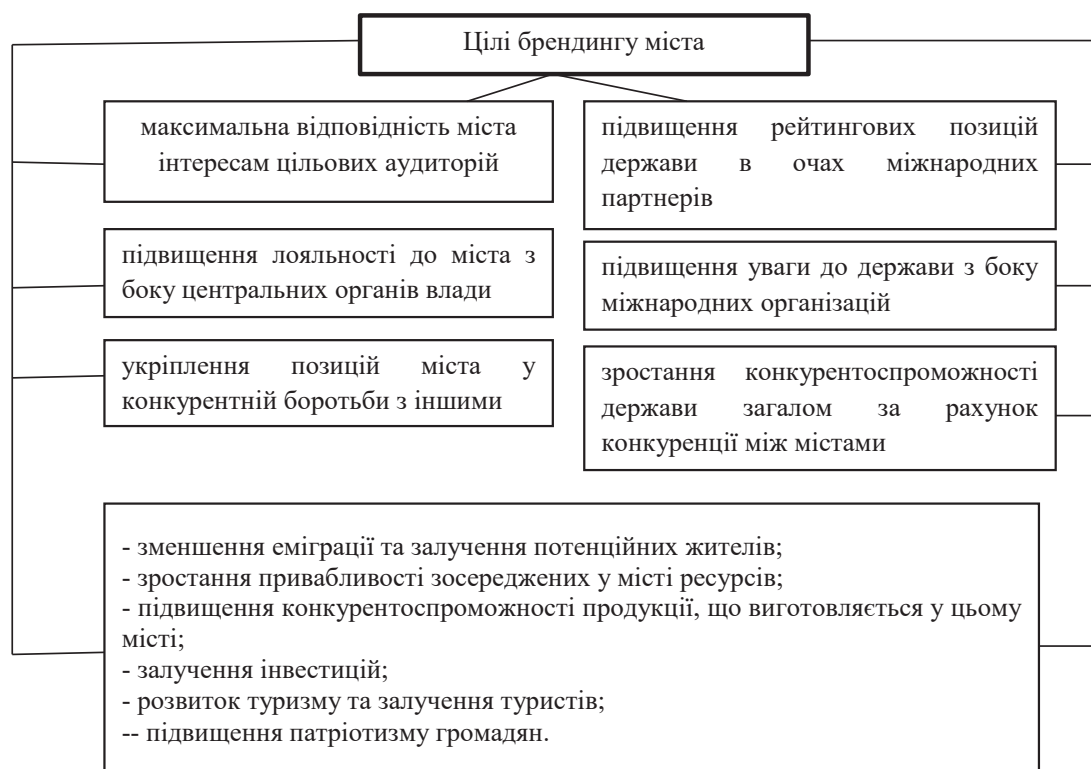 Цілі брендингу міста
максимальна відповідність міста
інтересам цільових аудиторій
підвищення рейтингових позицій
держави в очах міжнародних
партнерів
підвищення лояльності до міста з
боку центральних органів влади
підвищення уваги до держави з боку
міжнародних організацій
укріплення позицій міста у
конкурентній боротьби з іншими
зростання конкурентоспроможності
держави загалом за рахунок
конкуренції між містами
- зменшення еміграції та залучення потенційних жителів;
- зростання привабливості зосереджених у місті ресурсів;
- підвищення конкурентоспроможності продукції, що виготовляється у цьому
місті;
- залучення інвестицій;
- розвиток туризму та залучення туристів;
-- підвищення патріотизму громадян.